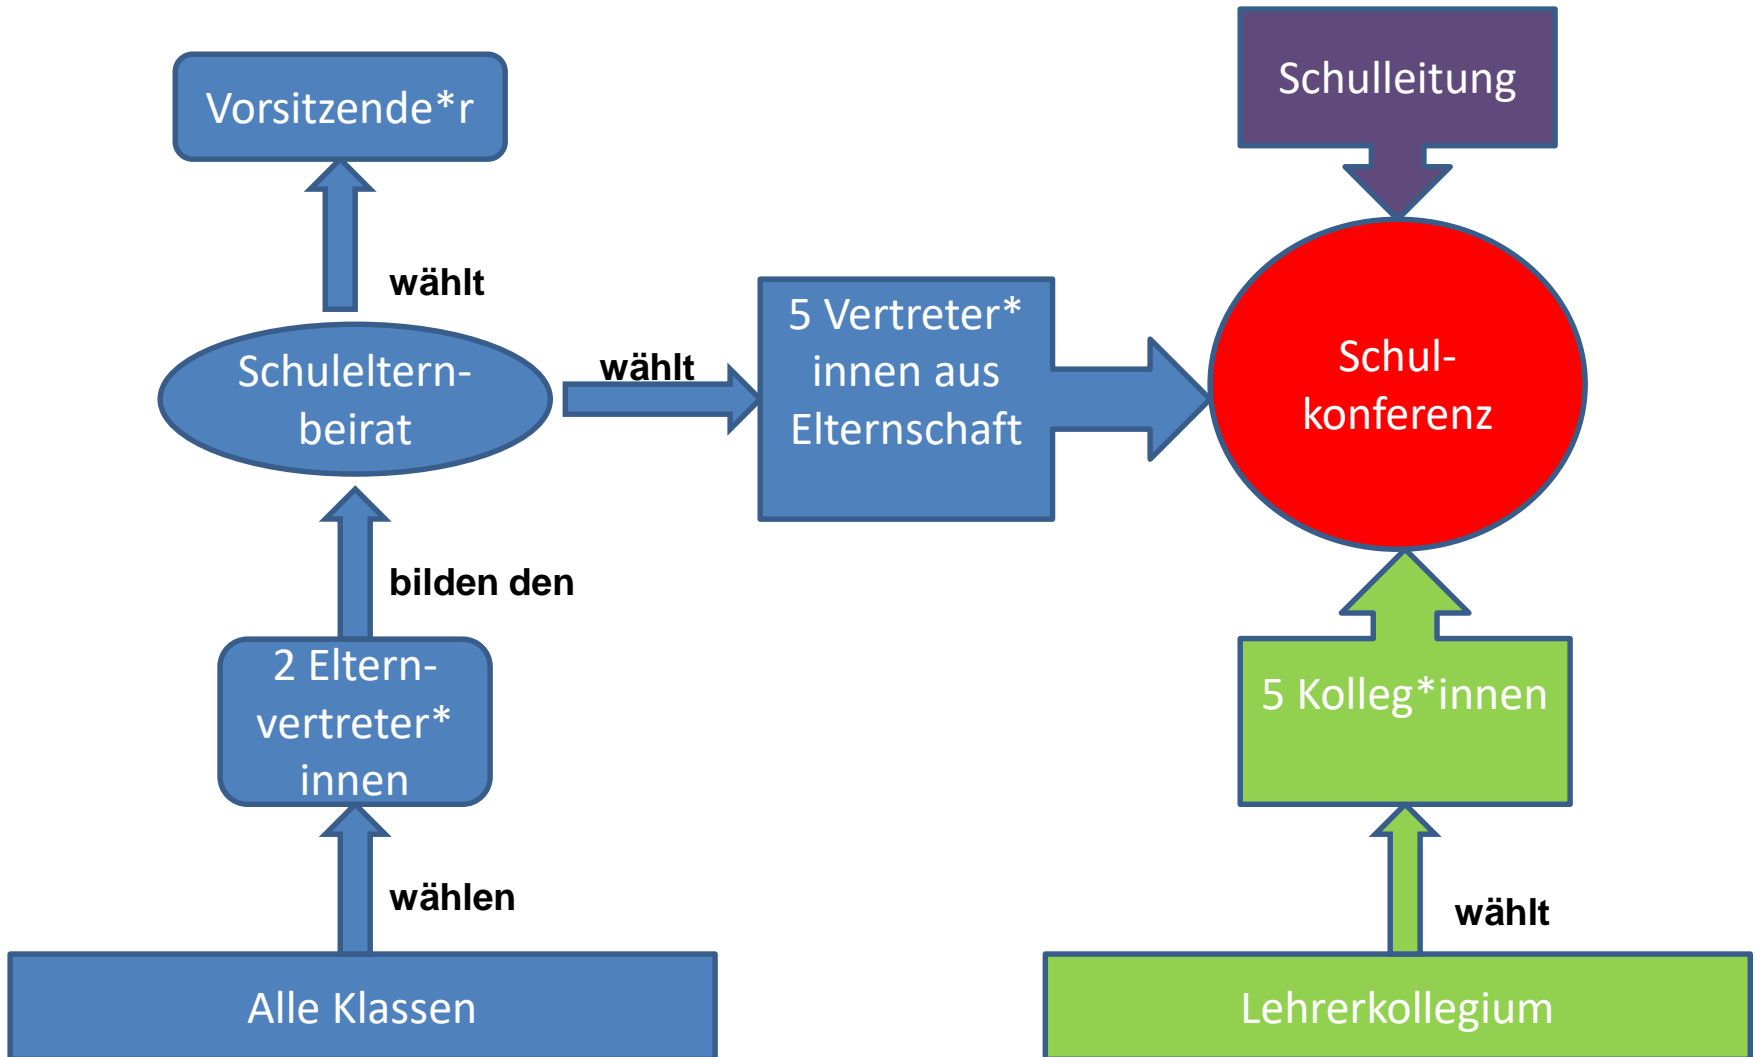 Vorsitzende*r
wählt
Schuleltern-
beirat
bilden den
2 Eltern-
vertreter*
innen
wählen
Alle Klassen
wählt
5 Vertreter*
innen aus
Elternschaft
Schulleitung
Schul-
konferenz
5 Kolleg*innen
wählt
Lehrerkollegium